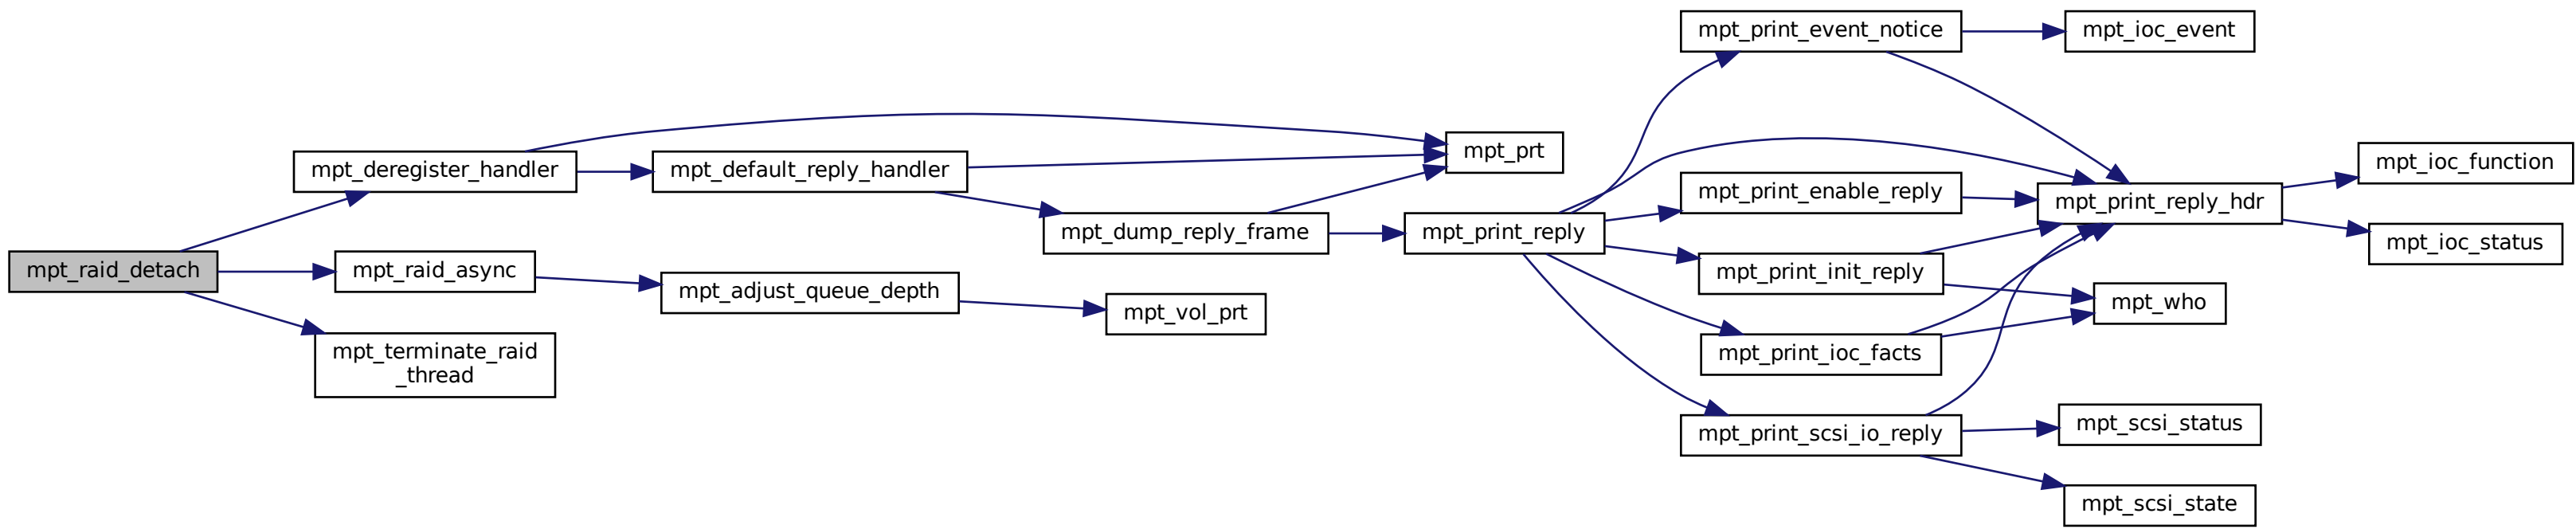 mpt_raid_detach
mpt_deregister_handler
mpt_raid_async
mpt_terminate_raid
_thread
mpt_default_reply_handler
mpt_adjust_queue_depth
mpt_dump_reply_frame
mpt_vol_prt
mpt_prt
mpt_print_reply
mpt_print_event_notice
mpt_print_enable_reply
mpt_print_init_reply
mpt_print_ioc_facts
mpt_print_scsi_io_reply
mpt_ioc_event
mpt_print_reply_hdr
mpt_who
mpt_scsi_status
mpt_scsi_state
mpt_ioc_function
mpt_ioc_status